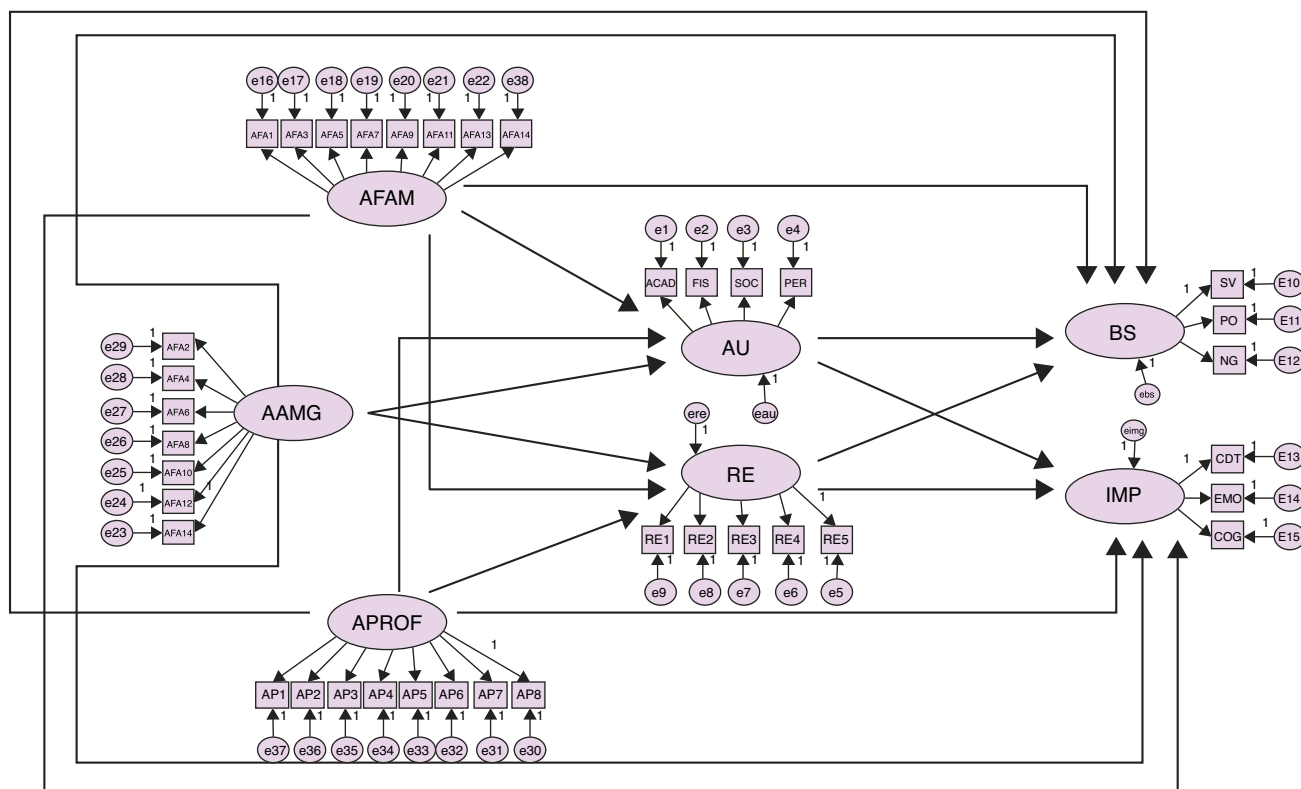 e16 e17 e18 e19 e20 e21 e22 e38
1 1 1 1 1 1 1 1
AFA1 AFA3 AFA5 AFA7 AFA9 AFA11 AFA13 AFA14
AFAM
e1 e2 e3 e4
1 1 1 1
ACAD FIS SOC PER
AU
1
eau
e29 1 AFA2
e28 1 AFA4
e27 1 AFA6
e26 1 AFA8
e25 1 AFA10
e24 1 AFA12 1
e23 1 AFA14
AAMG
ere
1
RE
1
RE1 RE2 RE3 RE4 RE5
1 1 1 1 1
e9 e8 e7 e6 e5
BS
1 SV 1 E10
PO 1 E11
NG 1 E12
1
ebs
eimg
1
IMP
1 CDT 1 E13
EMO 1 E14
COG 1 E15
APROF
1
AP1 AP2 AP3 AP4 AP5 AP6 AP7 AP8
1 1 1 1 1 1 1 1
e37 e36 e35 e34 e33 e32 e31 e30